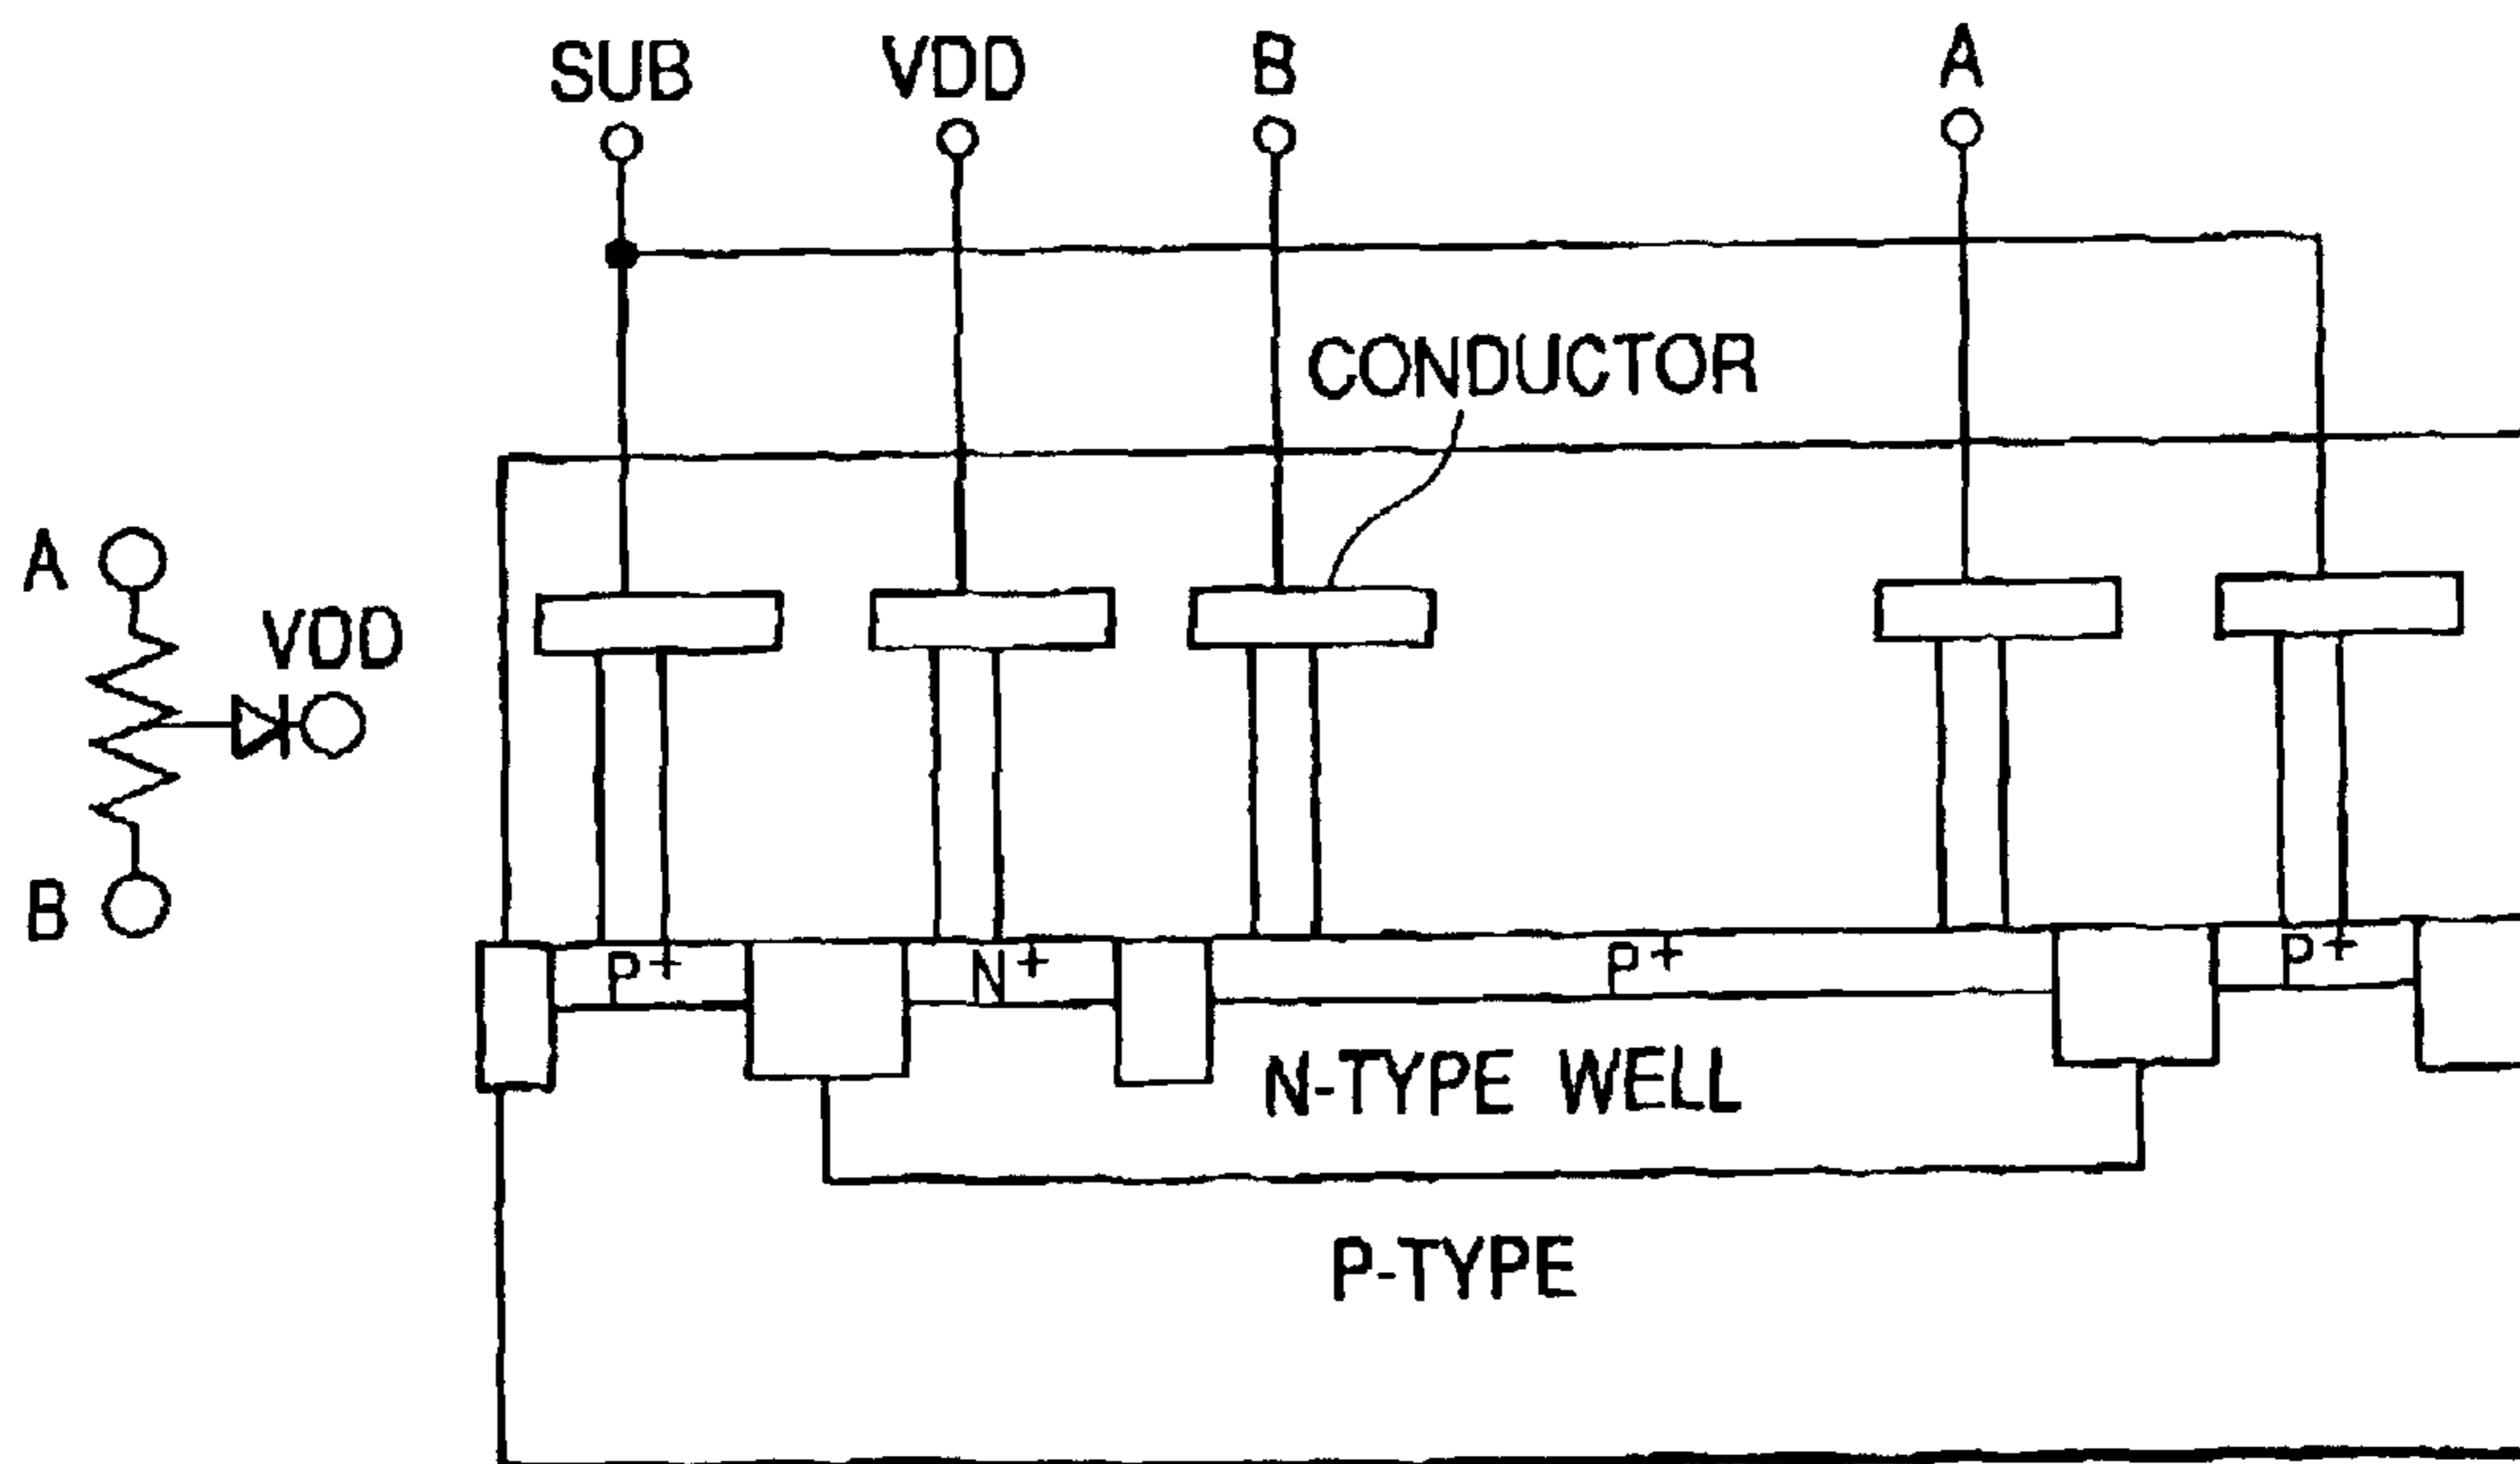 SUB VDD B A
CONDUCTOR
A
VDD
B
P+ N+ P+ P+
N-TYPE WELL
P-TYPE